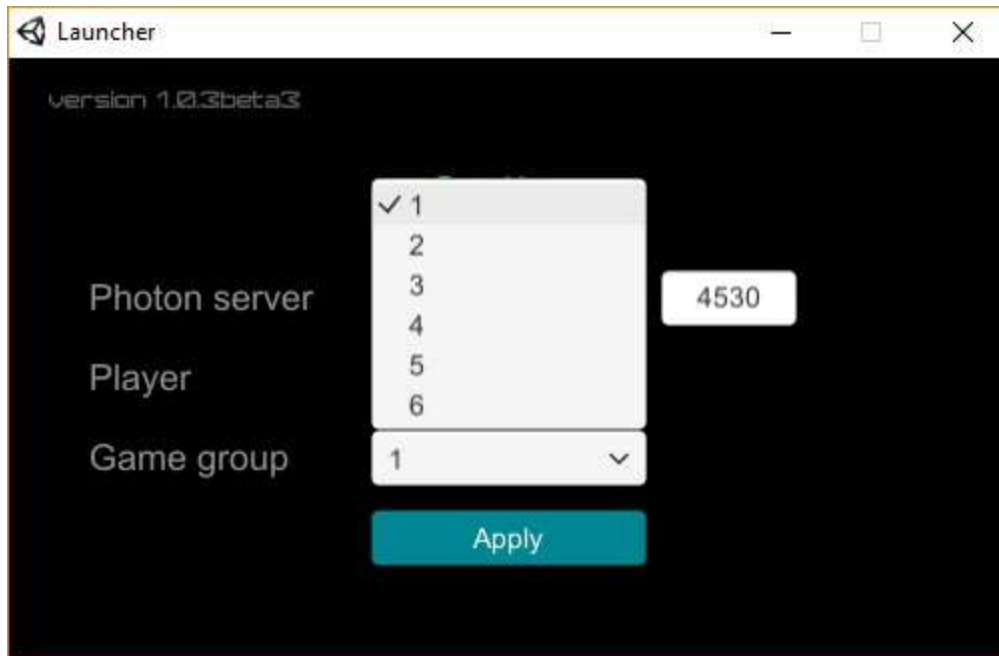 Launcher
version 1.0.3beta3
1
2
3
Photon server
4530
4
Player
5
6
Game group
1
Apply